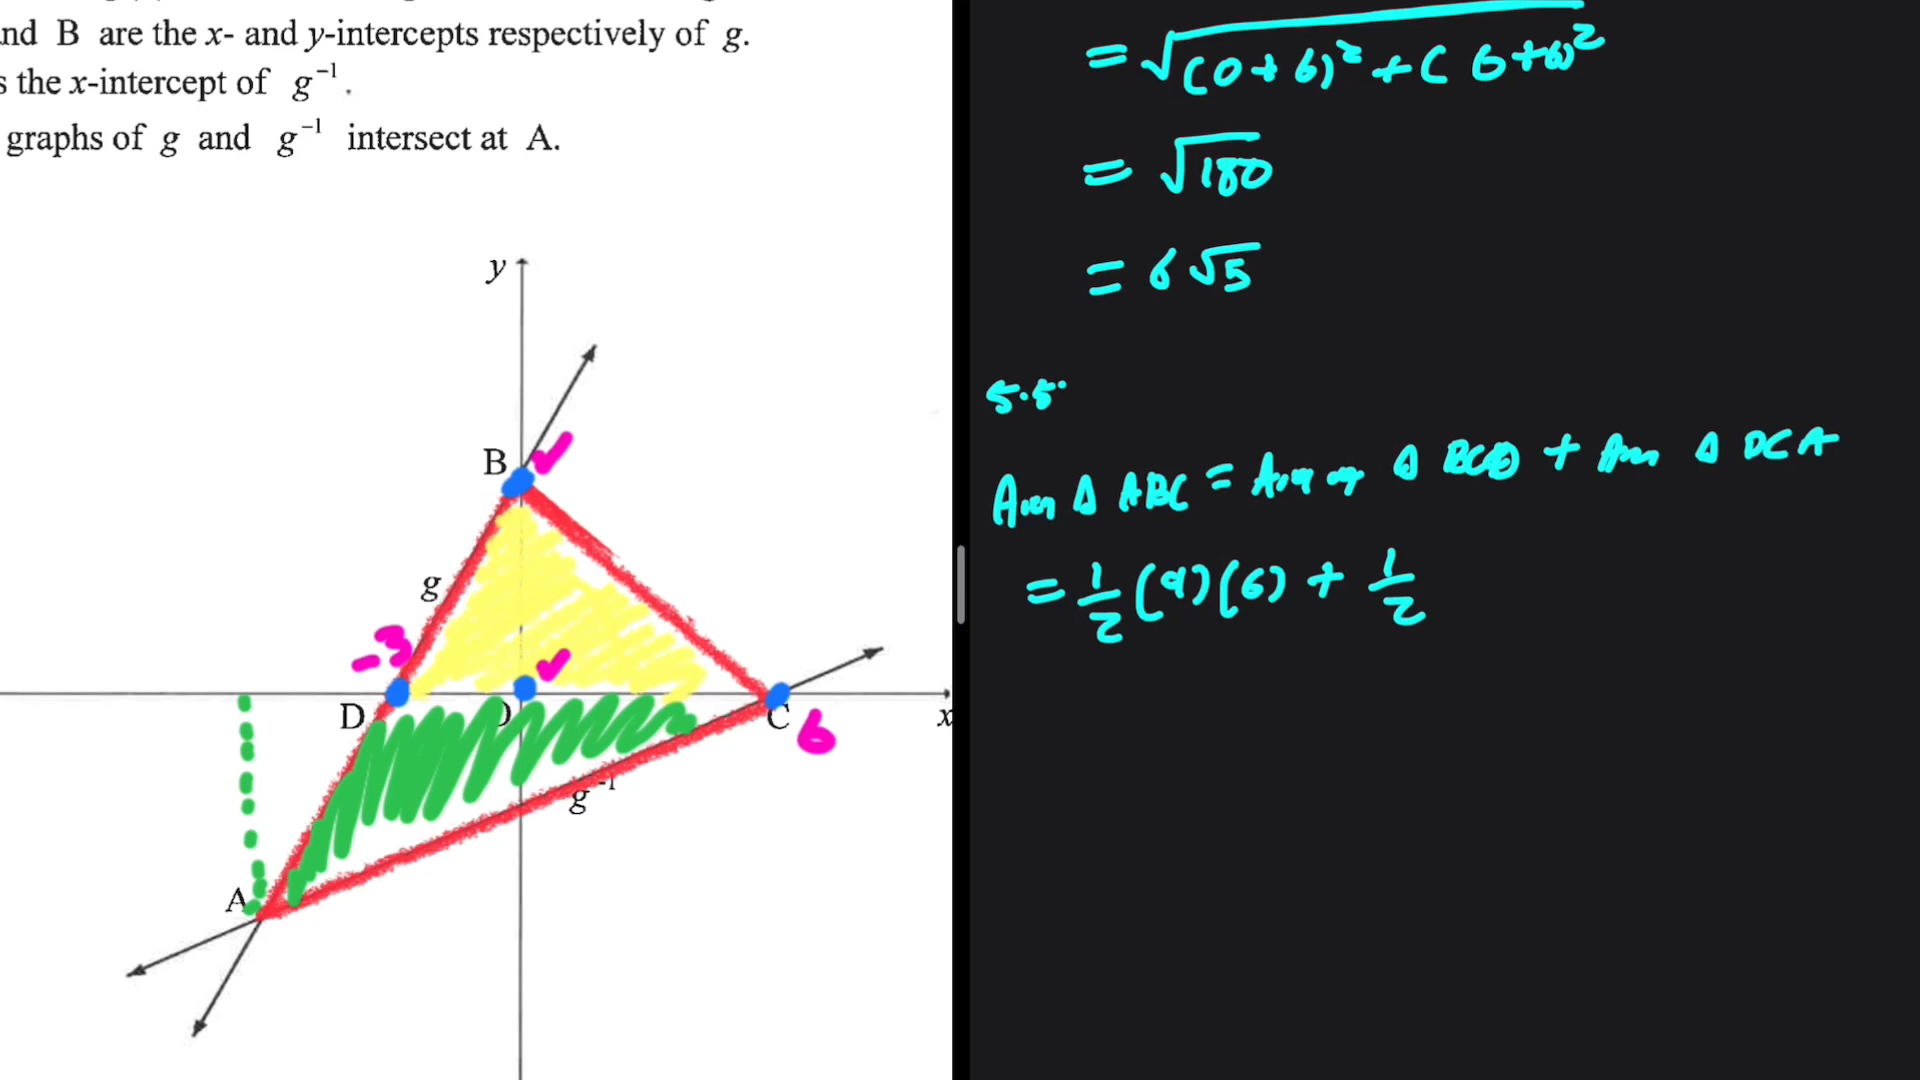 nd B are the x- and y-intercepts respectively of g.
s the x-intercept of g⁻¹.
graphs of g and g⁻¹ intersect at A.
y
B
g
-3
D
C
6
x
g⁻¹
A
= √(0+6)² + (6+6)²
= √180
= 6√5
5.5
Area Δ ABC = Area of Δ BCD + Area Δ DCA
= 1/2 (9)(6) + 1/2